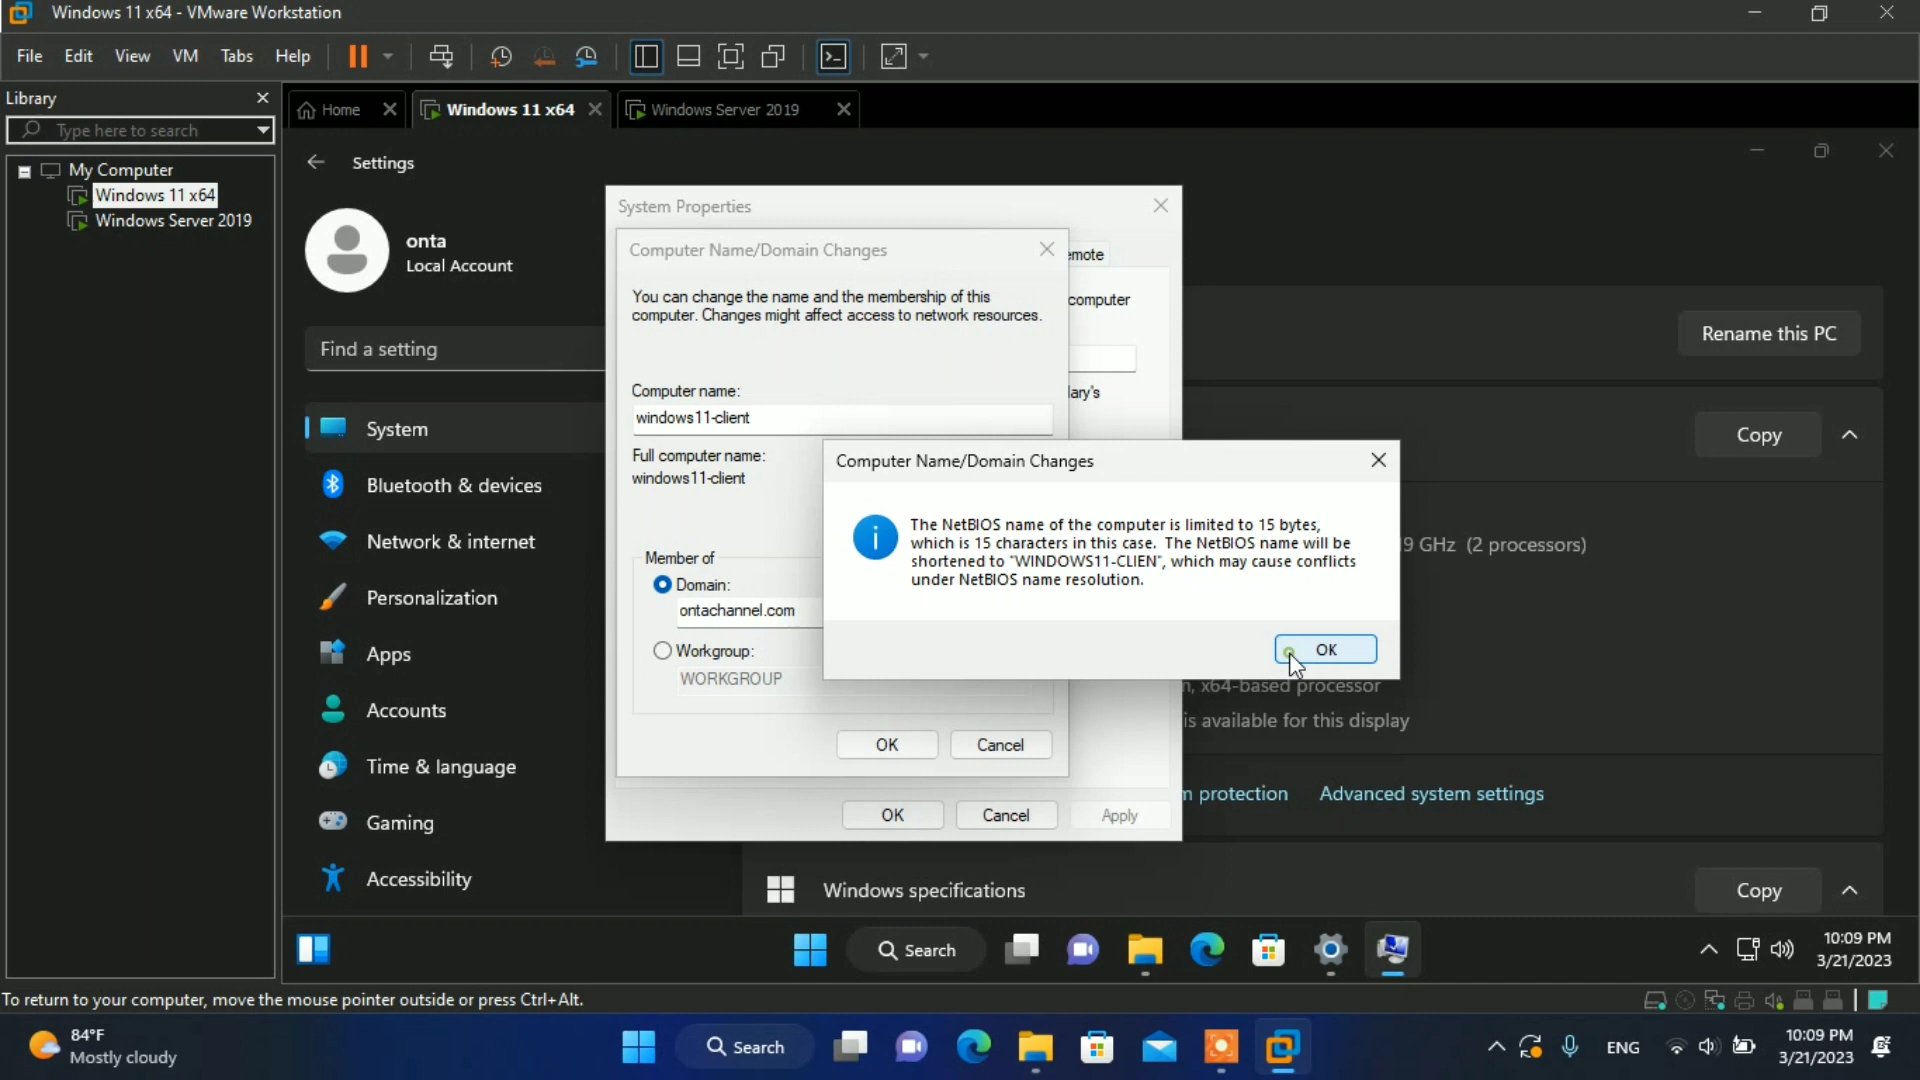 Windows 11 x64 - VMware Workstation
File Edit View VM Tabs Help
Library
Type here to search
My Computer
Windows 11 x64
Windows Server 2019
Home
Windows 11 x64
Windows Server 2019
Settings
onta
Local Account
Find a setting
System
Bluetooth & devices
Network & internet
Personalization
Apps
Accounts
Time & language
Gaming
Accessibility
System Properties
emote
computer
lary's
OK Cancel Apply
Computer Name/Domain Changes
You can change the name and the membership of this
computer. Changes might affect access to network resources.
Computer name:
windows11-client
Full computer name:
windows11-client
Member of
Domain:
ontachannel.com
Workgroup:
WORKGROUP
OK Cancel
Computer Name/Domain Changes
The NetBIOS name of the computer is limited to 15 bytes,
which is 15 characters in this case. The NetBIOS name will be
shortened to "WINDOWS11-CLIEN", which may cause conflicts
under NetBIOS name resolution.
OK
Rename this PC
Copy
9 GHz (2 processors)
, x64-based processor
is available for this display
protection Advanced system settings
Windows specifications
Copy
Search
10:09 PM
3/21/2023
To return to your computer, move the mouse pointer outside or press Ctrl+Alt.
84°F
Mostly cloudy
Search
ENG
10:09 PM
3/21/2023